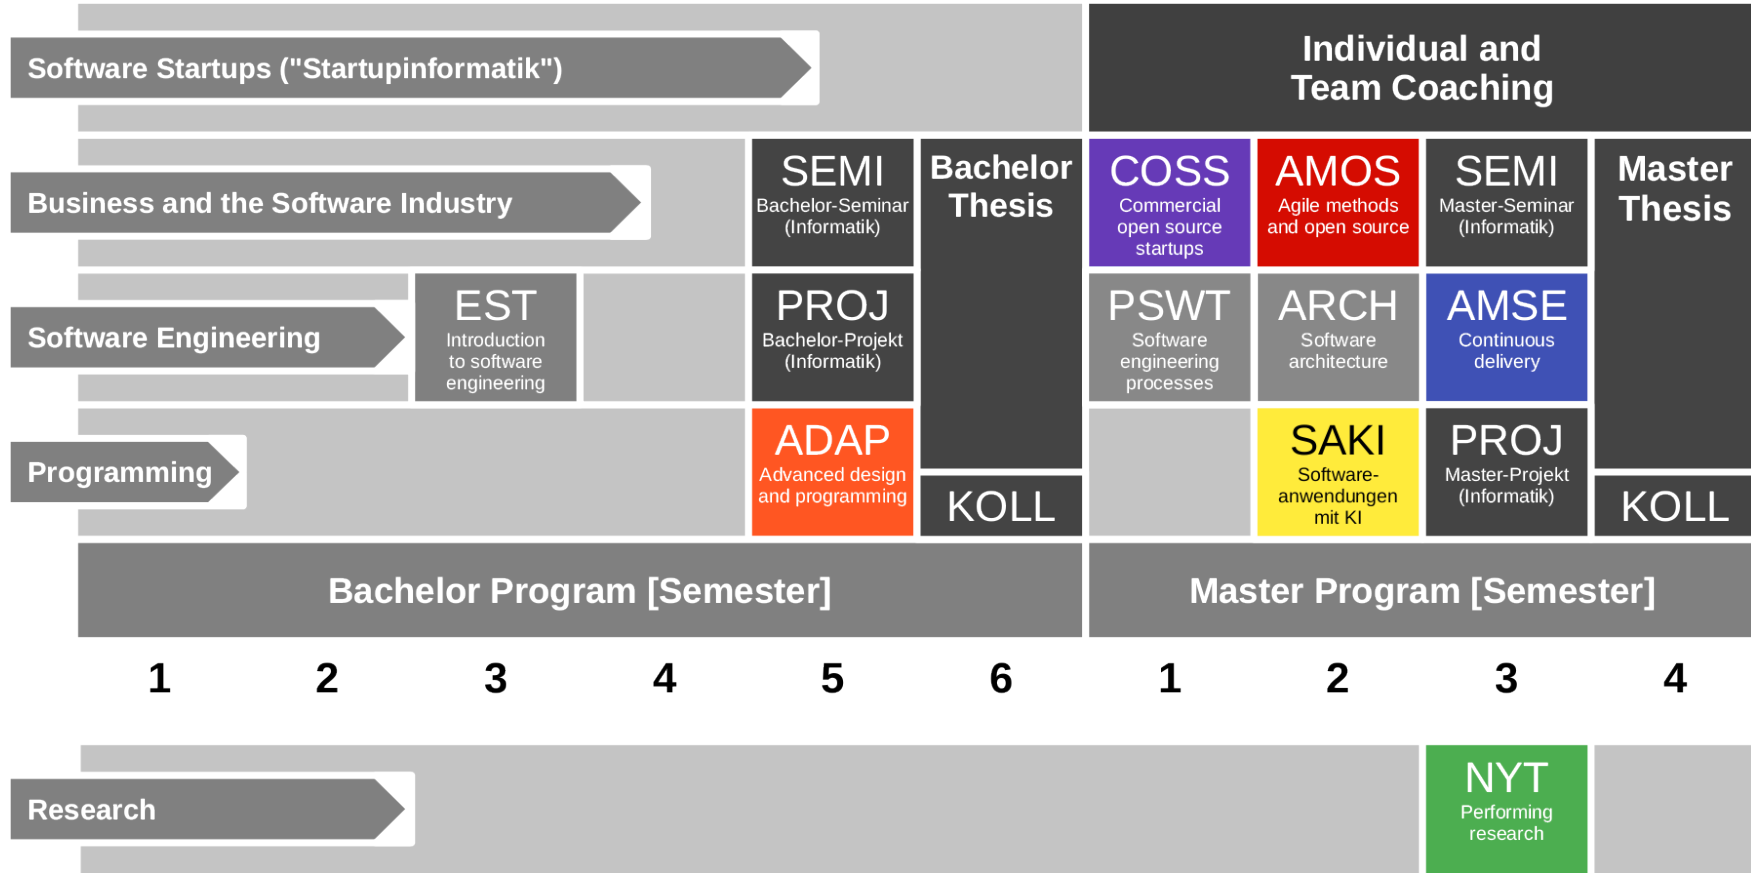 Software Startups ("Startupinformatik")
Individual and
Team Coaching
Business and the Software Industry
SEMI
Bachelor-Seminar
(Informatik)
Bachelor
Thesis
COSS
Commercial
open source
startups
AMOS
Agile methods
and open source
SEMI
Master-Seminar
(Informatik)
Master
Thesis
Software Engineering
EST
Introduction
to software
engineering
PROJ
Bachelor-Projekt
(Informatik)
PSWT
Software
engineering
processes
ARCH
Software
architecture
AMSE
Continuous
delivery
Programming
ADAP
Advanced design
and programming
KOLL
SAKI
Software-
anwendungen
mit KI
PROJ
Master-Projekt
(Informatik)
KOLL
Bachelor Program [Semester]
Master Program [Semester]
1 2 3 4 5 6 1 2 3 4
Research
NYT
Performing
research